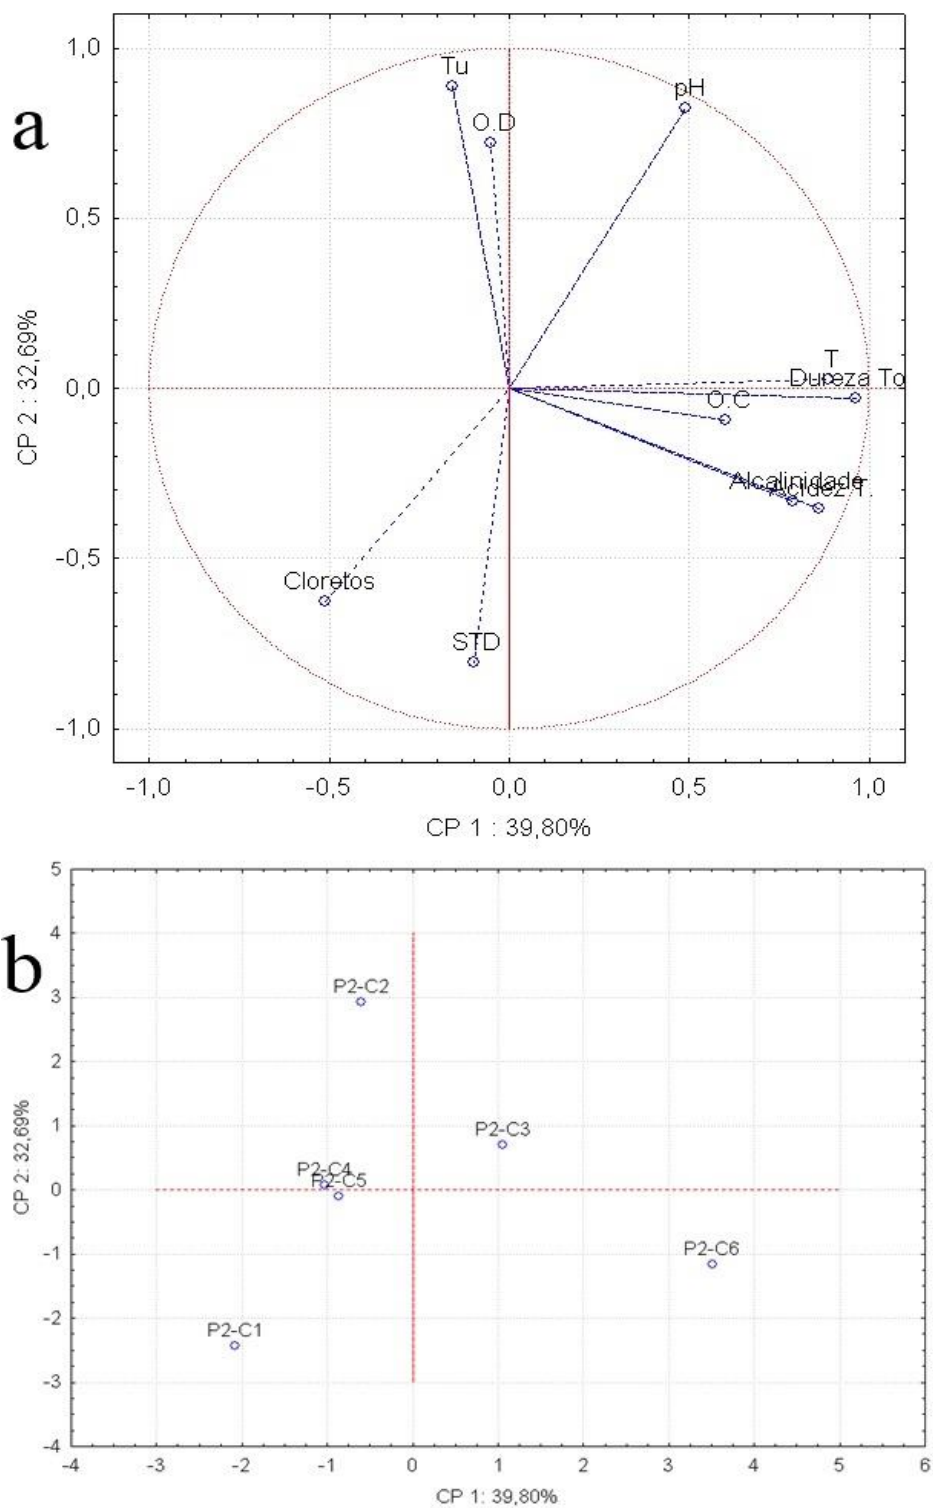 a
1,0
0,5
0,0
-0,5
-1,0
CP 2 : 32,69%
Tu
pH
O.D
T
Dureza To
O.C
Alcalinidade
Acidez T.
Cloretos
STD
-1,0 -0,5 0,0 0,5 1,0
CP 1 : 39,80%
b
5
4
3
2
1
0
-1
-2
-3
-4
CP 2: 32,69%
P2-C2
P2-C3
P2-C4
P2-C5
P2-C6
P2-C1
-4 -3 -2 -1 0 1 2 3 4 5 6
CP 1: 39,80%